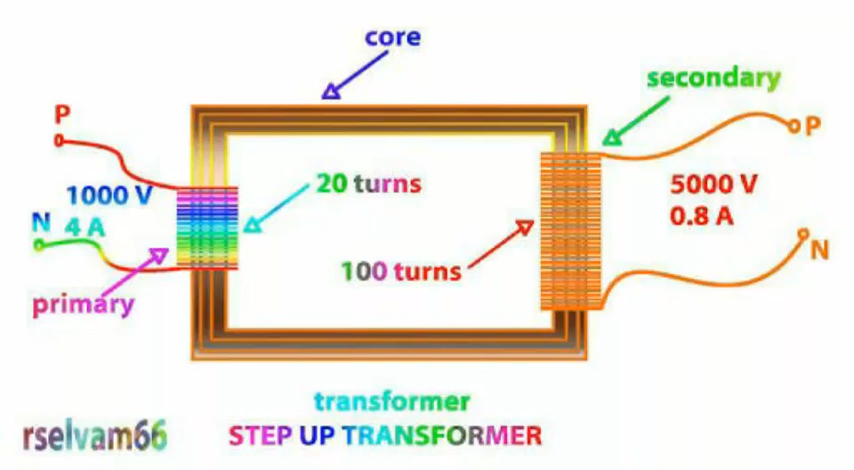 core
secondary
P
P
1000 V
20 turns
5000 V
N
4 A
0.8 A
N
100 turns
primary
transformer
rselvam66
STEP UP TRANSFORMER